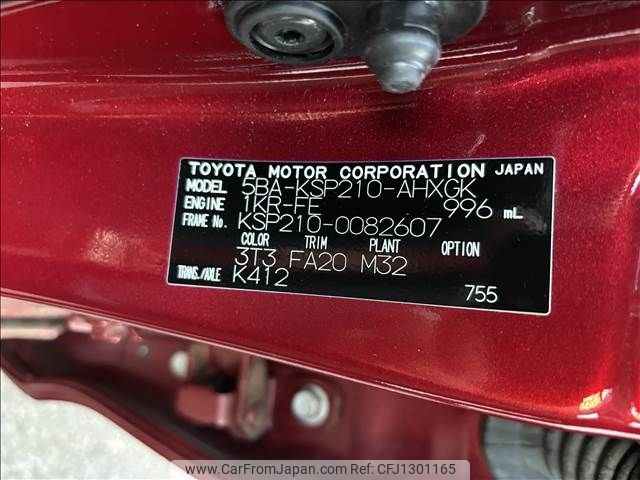 TOYOTA MOTOR CORPORATION JAPAN
MODEL 5BA-KSP210-AHXGK
ENGINE 1KR-FE 996 mL
FRAME No. KSP210-0082607
COLOR TRIM PLANT OPTION
3T3 FA20 M32
TRANS./AXLE K412
755
www.CarFromJapan.com | CFJ1301165